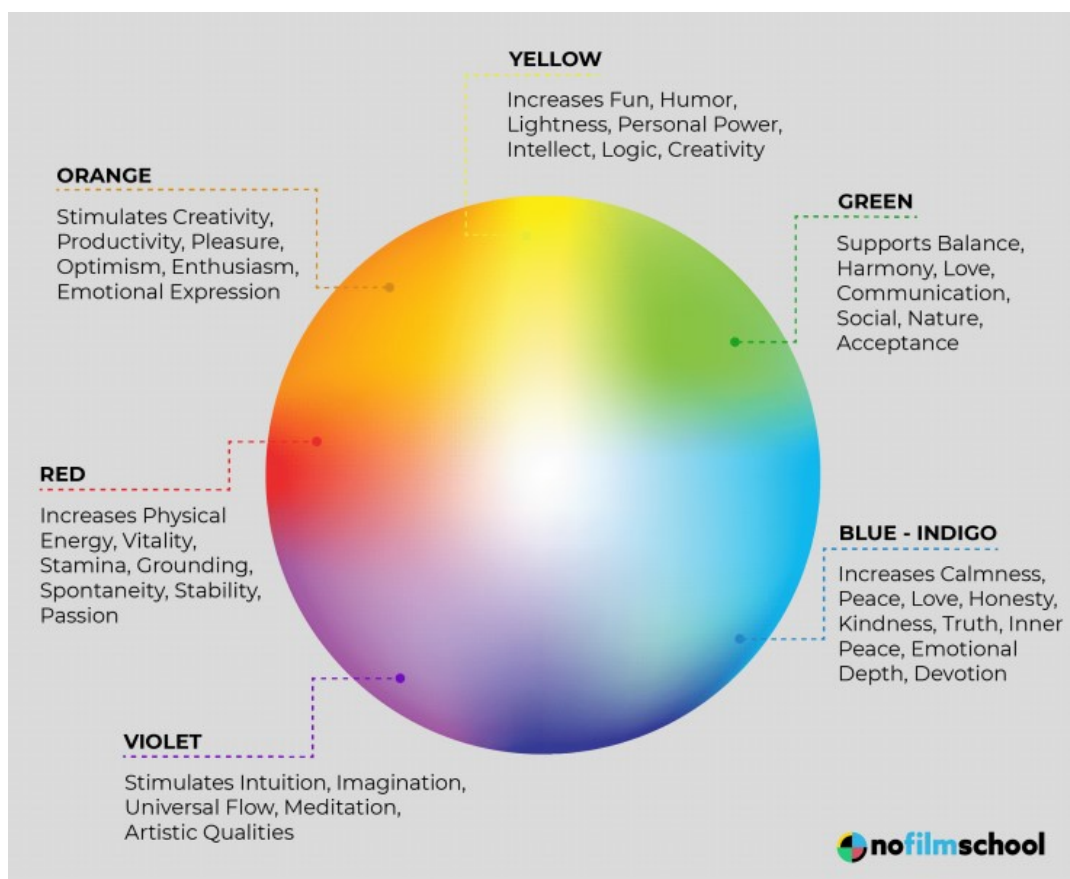 YELLOW
Increases Fun, Humor,
Lightness, Personal Power,
Intellect, Logic, Creativity
ORANGE
Stimulates Creativity,
Productivity, Pleasure,
Optimism, Enthusiasm,
Emotional Expression
GREEN
Supports Balance,
Harmony, Love,
Communication,
Social, Nature,
Acceptance
RED
Increases Physical
Energy, Vitality,
Stamina, Grounding,
Spontaneity, Stability,
Passion
BLUE - INDIGO
Increases Calmness,
Peace, Love, Honesty,
Kindness, Truth, Inner
Peace, Emotional
Depth, Devotion
VIOLET
Stimulates Intuition, Imagination,
Universal Flow, Meditation,
Artistic Qualities
nofilmschool